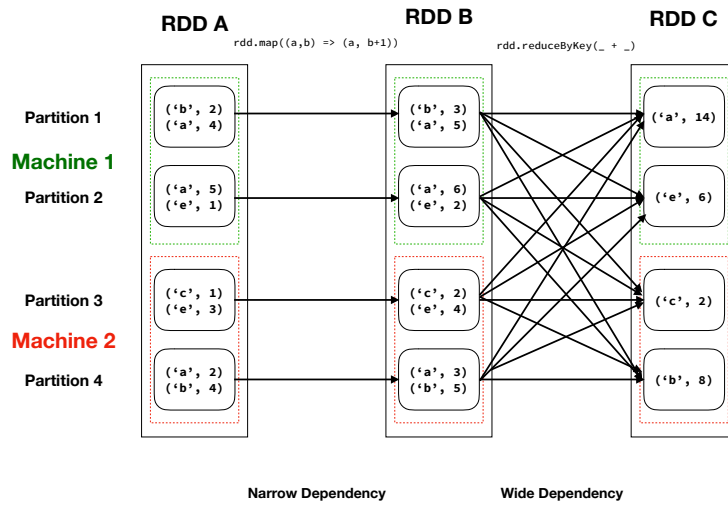 RDD A
RDD B
RDD C
rdd.map((a,b) => (a, b+1))
rdd.reduceByKey(_ + _)
Partition 1
(‘b’, 2)
(‘a’, 4)
(‘b’, 3)
(‘a’, 5)
(‘a’, 14)
Machine 1
Partition 2
(‘a’, 5)
(‘e’, 1)
(‘a’, 6)
(‘e’, 2)
(‘e’, 6)
Partition 3
(‘c’, 1)
(‘e’, 3)
(‘c’, 2)
(‘e’, 4)
(‘c’, 2)
Machine 2
Partition 4
(‘a’, 2)
(‘b’, 4)
(‘a’, 3)
(‘b’, 5)
(‘b’, 8)
Narrow Dependency
Wide Dependency